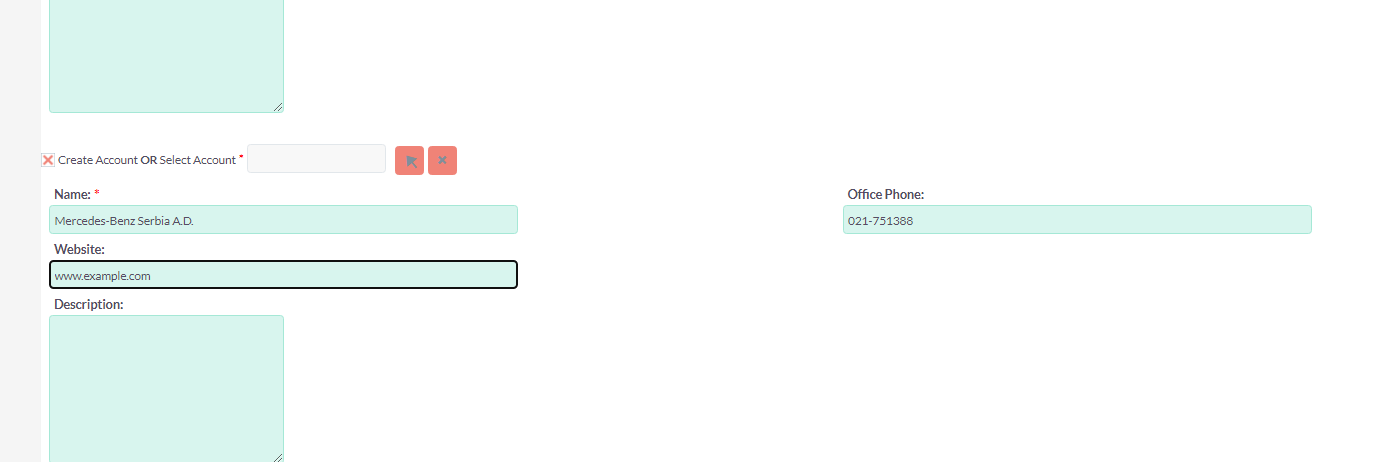 Create Account OR Select Account *
Name: *
Office Phone:
Mercedes-Benz Serbia A.D.
021-751388
Website:
www.example.com
Description: